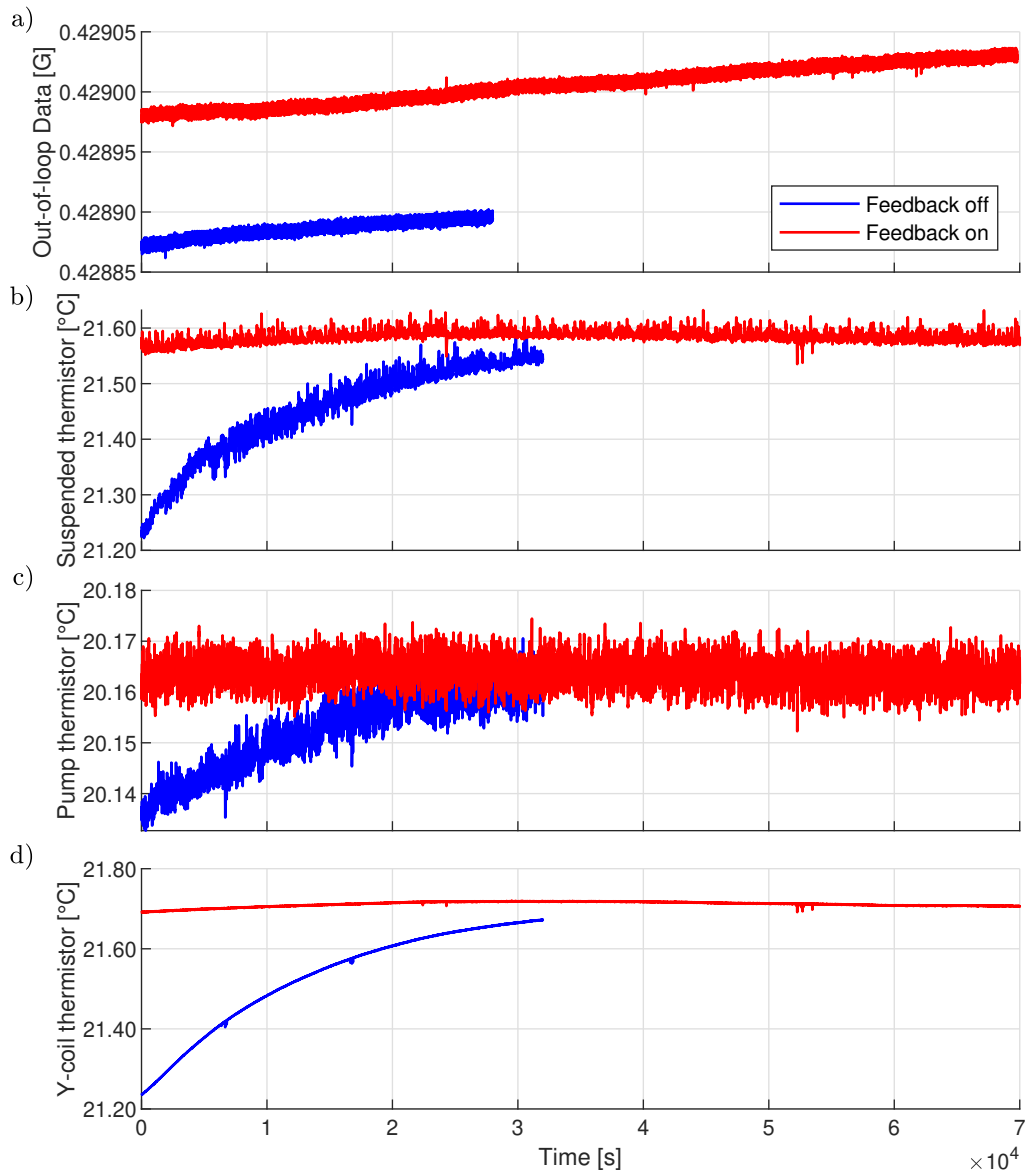 a)
Out-of-loop Data [G]
0.42905
0.42900
0.42895
0.42890
0.42885
Feedback off
Feedback on
b)
Suspended thermistor [°C]
21.60
21.50
21.40
21.30
21.20
c)
Pump thermistor [°C]
20.18
20.17
20.16
20.15
20.14
d)
Y-coil thermistor [°C]
21.80
21.60
21.40
21.20
0 1 2 3 4 5 6 7
Time [s]
×10⁴